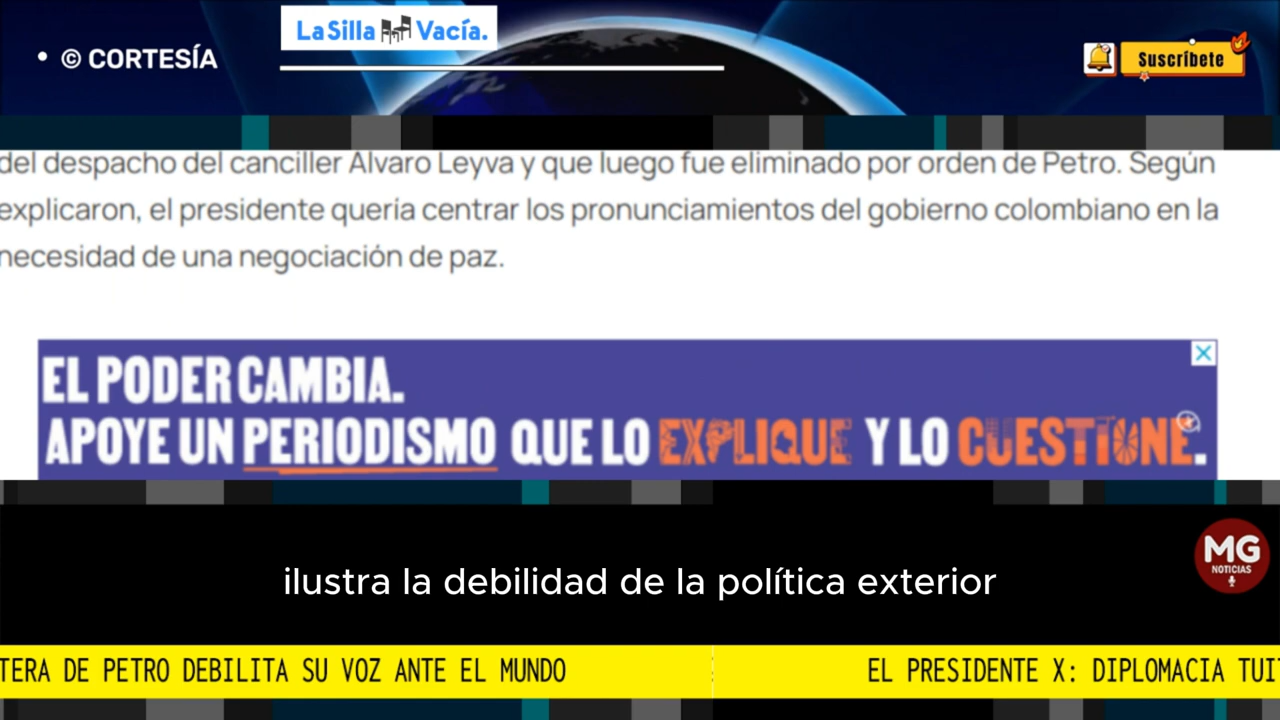 LaSilla Vacía.
• © CORTESÍA
Suscríbete
del despacho del canciller Álvaro Leyva y que luego fue eliminado por orden de Petro. Según
explicaron, el presidente quería centrar los pronunciamientos del gobierno colombiano en la
necesidad de una negociación de paz.
EL PODER CAMBIA.
APOYE UN PERIODISMO QUE LO EXPLIQUE Y LO CUESTIONE.
MG
NOTICIAS
ilustra la debilidad de la política exterior
TERA DE PETRO DEBILITA SU VOZ ANTE EL MUNDO EL PRESIDENTE X: DIPLOMACIA TUI